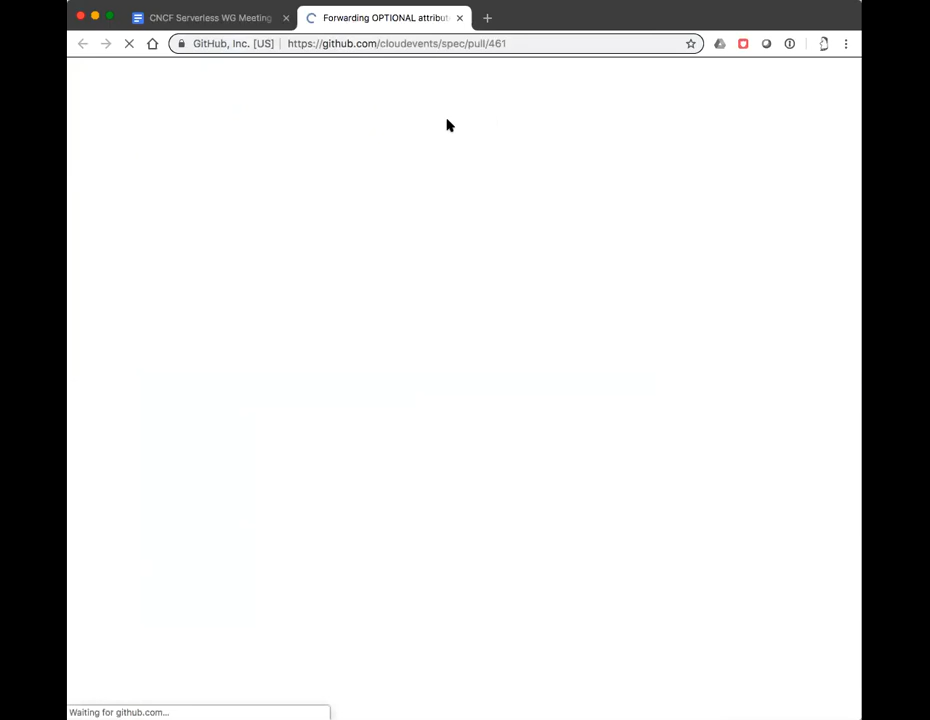 CNCF Serverless WG Meeting
Forwarding OPTIONAL attribut
GitHub, Inc. [US]
https://github.com/cloudevents/spec/pull/461
Waiting for github.com...